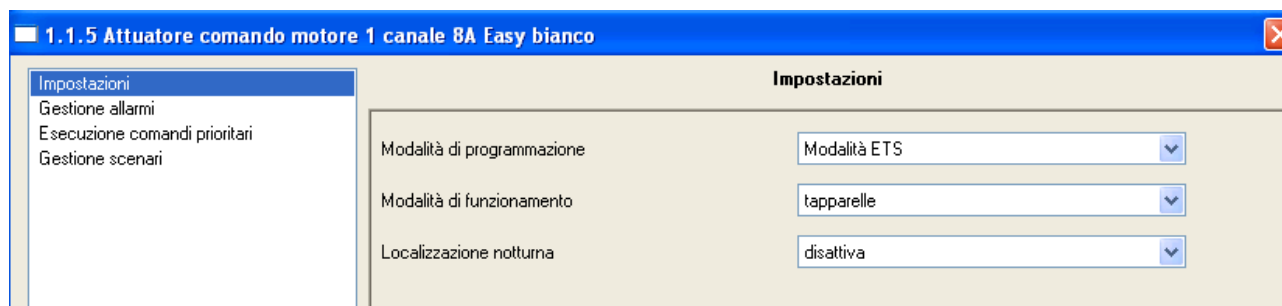 1.1.5 Attuatore comando motore 1 canale 8A Easy bianco
Impostazioni
Gestione allarmi
Esecuzione comandi prioritari
Gestione scenari
Impostazioni
Modalità di programmazione
Modalità ETS
Modalità di funzionamento
tapparelle
Localizzazione notturna
disattiva